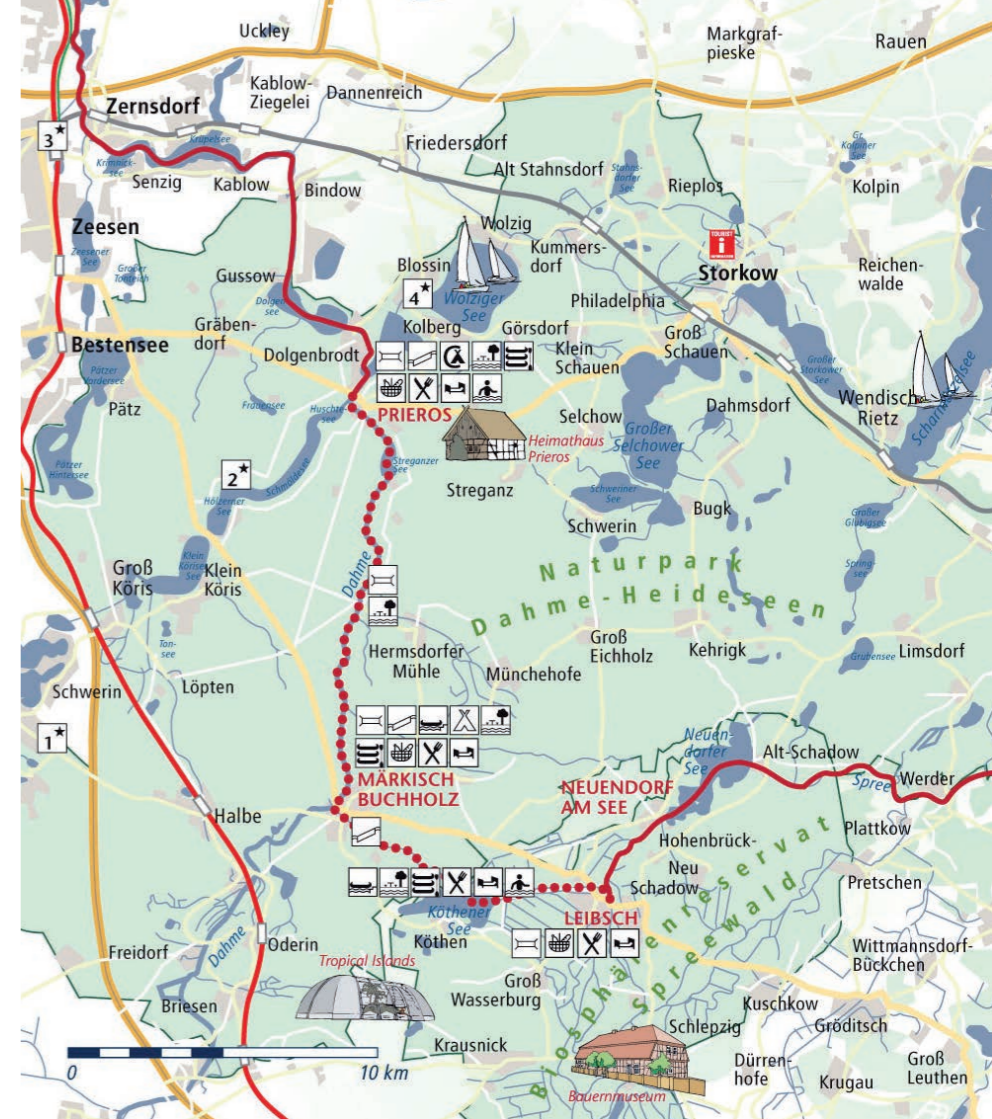 Uckley
Markgraf-
pieske
Rauen
Kablow-
Ziegelei
Dannenreich
Zernsdorf
3*
Krüpelsee
Krimnick-
see
Senzig
Kablow
Bindow
Friedersdorf
Alt Stahnsdorf
Stahns-
dorfer
See
Rieplos
Gr.
Kolpiner
See
Kolpin
Zeesen
Zeesener
See
Großer
Tonteich
Gussow
Dolgen
see
Wolzig
Blossin
4*
Wolziger
See
Kummers-
dorf
TOURIST
i
Storkow
Reichen-
walde
Philadelphia
Gräben-
dorf
Kolberg
Görsdorf
Bestensee
Dolgenbrodt
Klein
Schauen
Groß
Schauen
Großer
Storkower
See
Scharmützelsee
Pätzer
Vordersee
Pätz
Frauensee
Huschte-
see
PRIEROS
Heimathaus
Prieros
Selchow
Dahmsdorf
Wendisch
Rietz
Großer
Selchower
See
Pätzer
Hintersee
2*
Hölzerner
See
Schmöldesee
Streganzer
See
Streganz
Schweriner
See
Schwerin
Bugk
Großer
Glubigsee
Spring-
see
Groß
Köris
Klein
Köriser
See
Klein
Köris
Dahme
Naturpark
Dahme-Heideseen
Ton-
see
Hermsdorfer
Mühle
Münchehofe
Groß
Eichholz
Kehrigk
Grubensee
Limsdorf
Schwerin
Löpten
1*
MÄRKISCH
BUCHHOLZ
NEUENDORF
AM SEE
Neuen-
dorfer
See
Alt-Schadow
Spree
Werder
Halbe
Hohenbrück-
Neu
Schadow
Plattkow
Pretschen
Biosphärenreservat
Spreewald
Köthener
See
Köthen
LEIBSCH
Freidorf
Dahme
Oderin
Tropical Islands
Wittmannsdorf-
Bückchen
Briesen
Groß
Wasserburg
Kuschkow
Gröditsch
Schlepzig
Krausnick
Dürren-
hofe
Krugau
Groß
Leuthen
Bauernmuseum
0
10 km